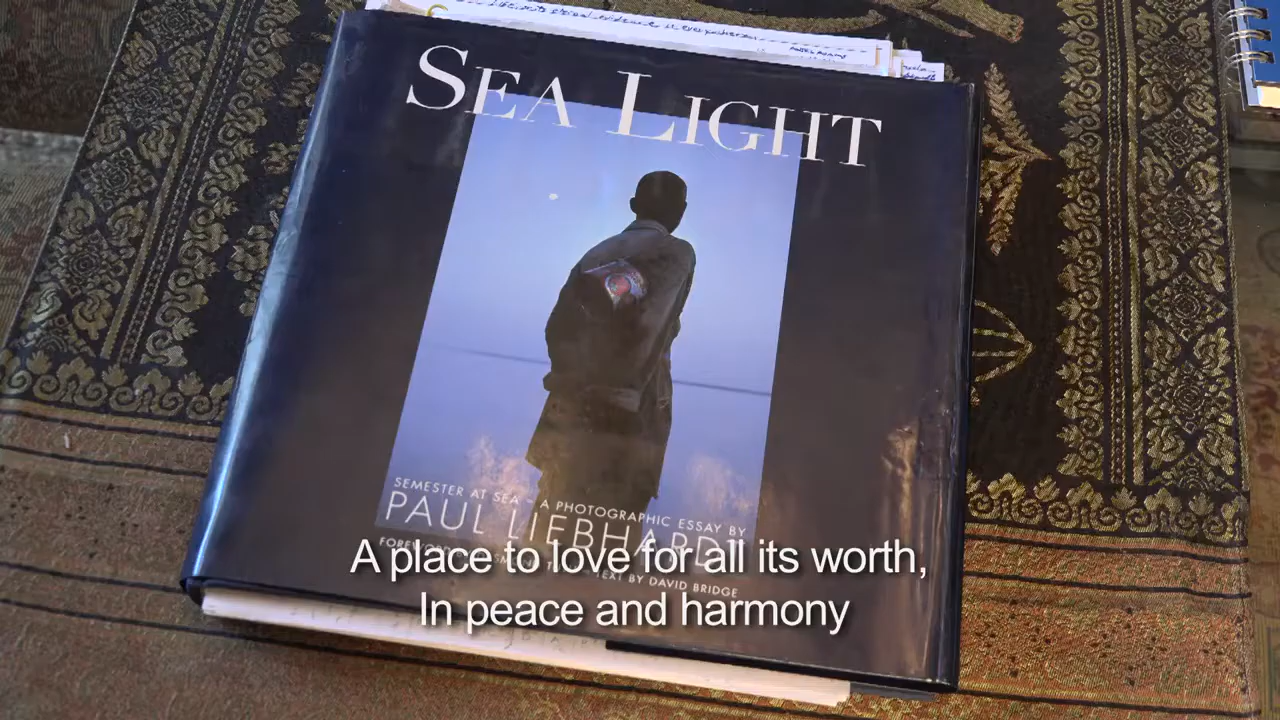 SEA LIGHT
SEMESTER AT SEA - A PHOTOGRAPHIC ESSAY BY
PAUL LIEBHARDT
TEXT BY DAVID BRIDGE
A place to love for all its worth,
In peace and harmony